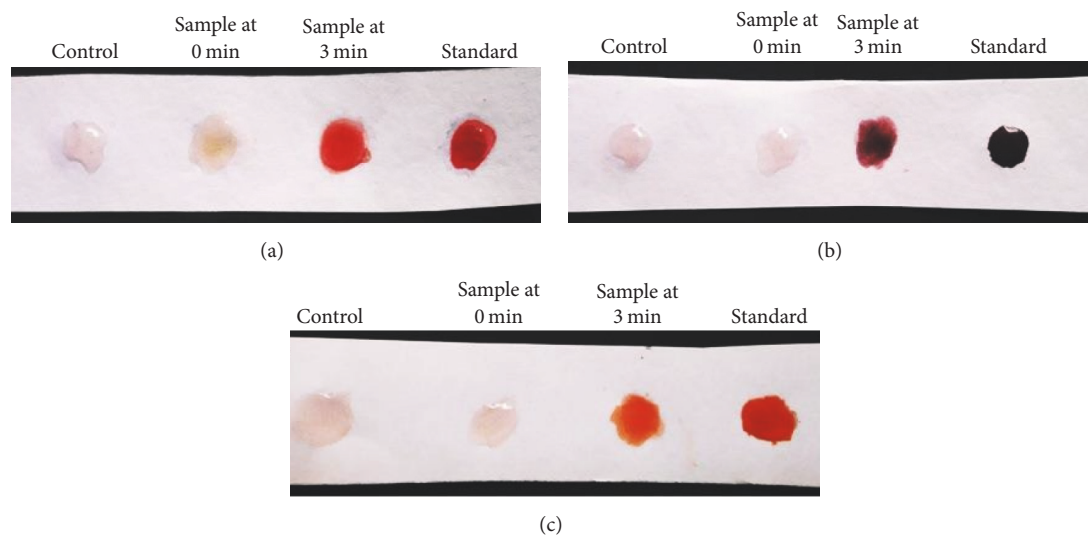 Control
Sample at
0 min
Sample at
3 min
Standard
(a)
Control
Sample at
0 min
Sample at
3 min
Standard
(b)
Control
Sample at
0 min
Sample at
3 min
Standard
(c)